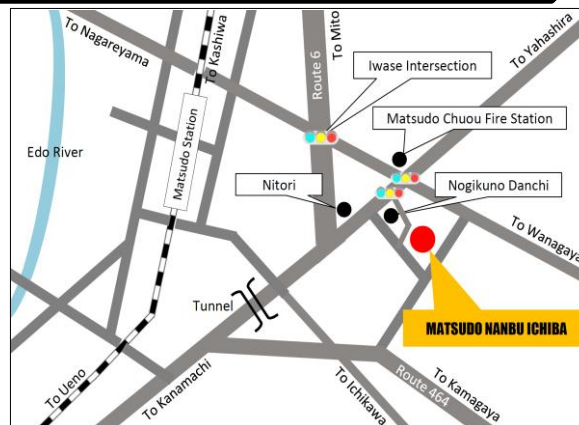 To Nagareyama
To Kashiwa
Route 6
To Mito
To Yahashira
Iwase Intersection
Matsudo Chuou Fire Station
Edo River
Matsudo Station
Nitori
Nogikuno Danchi
To Wanagaya
Tunnel
MATSUDO NANBU ICHIBA
To Ueno
To Kanamachi
To Ichikawa
Route 464
To Kamagaya